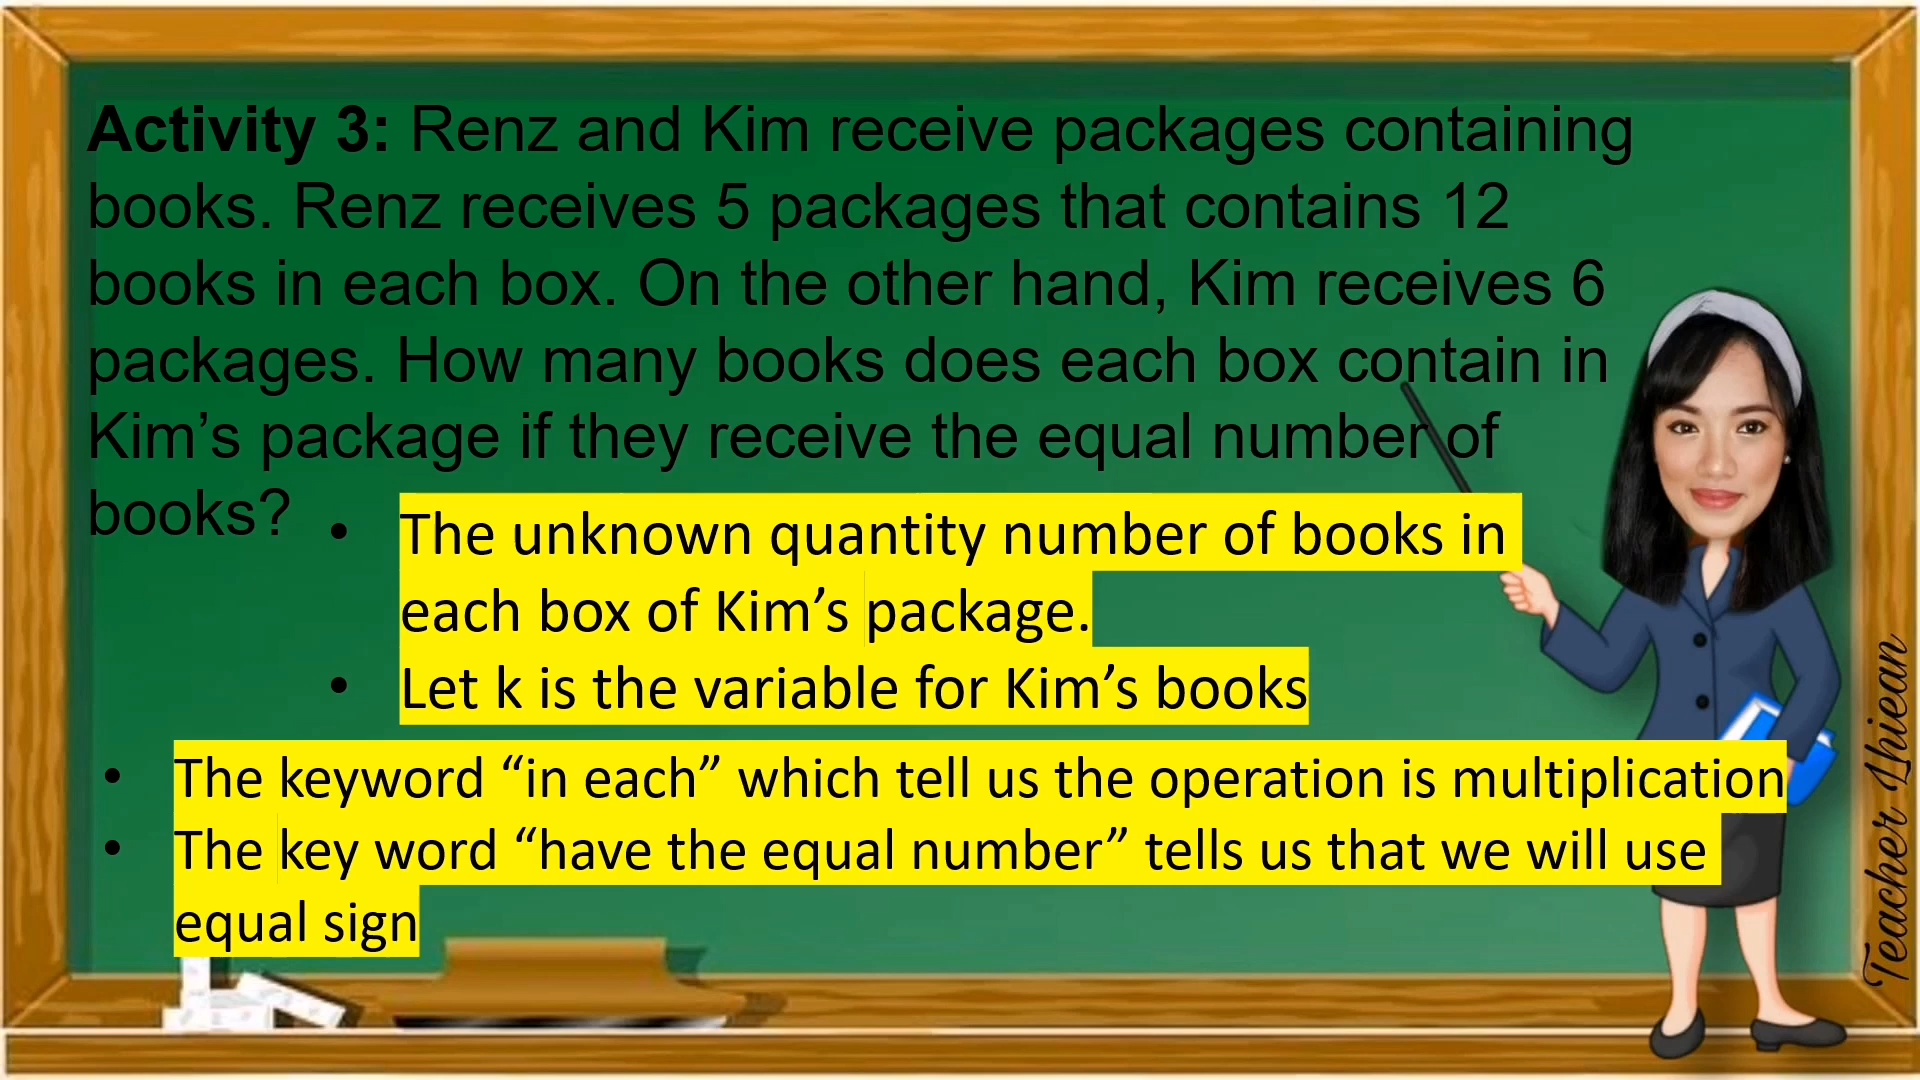 Activity 3: Renz and Kim receive packages containing
books. Renz receives 5 packages that contains 12
books in each box. On the other hand, Kim receives 6
packages. How many books does each box contain in
Kim’s package if they receive the equal number of
books?
• The unknown quantity number of books in
each box of Kim’s package.
• Let k is the variable for Kim’s books
• The keyword “in each” which tell us the operation is multiplication
• The key word “have the equal number” tells us that we will use
equal sign
Teacher Lhiean